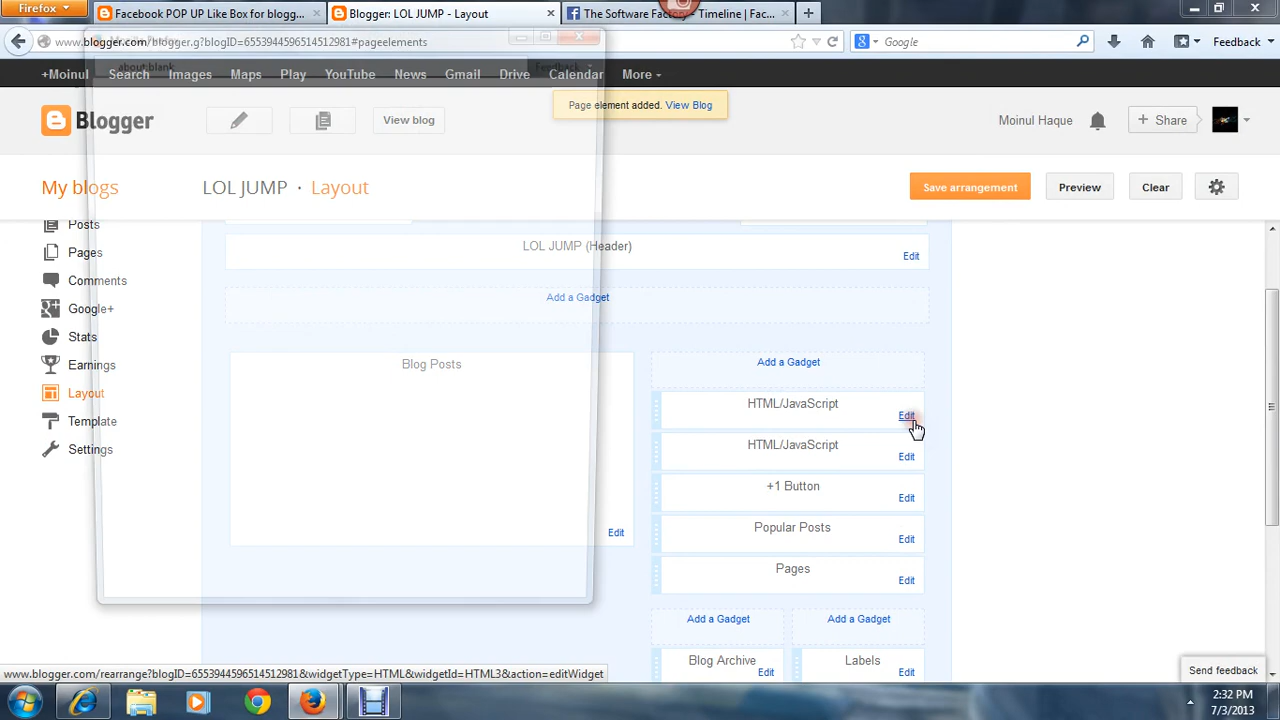 Firefox
Facebook POP UP Like Box for blogg...
Blogger: LOL JUMP - Layout
The Software Factory - Timeline | Fac...
www.blogger.com/blogger.g?blogID=6553944596514512981#pageelements
Google
Feedback
about:blank
+Moinul Search Images Maps Play YouTube News Gmail Drive Calendar More
Page element added. View Blog
Blogger
View blog
Moinul Haque
Share
My blogs
LOL JUMP · Layout
Save arrangement
Preview
Clear
Posts
Pages
Comments
Google+
Stats
Earnings
Layout
Template
Settings
LOL JUMP (Header)
Edit
Add a Gadget
Blog Posts
Edit
Add a Gadget
HTML/JavaScript
Edit
HTML/JavaScript
Edit
+1 Button
Edit
Popular Posts
Edit
Pages
Edit
Add a Gadget
Add a Gadget
Blog Archive
Edit
Labels
Edit
Send feedback
www.blogger.com/rearrange?blogID=6553944596514512981&widgetType=HTML&widgetId=HTML3&action=editWidget
2:32 PM
7/3/2013